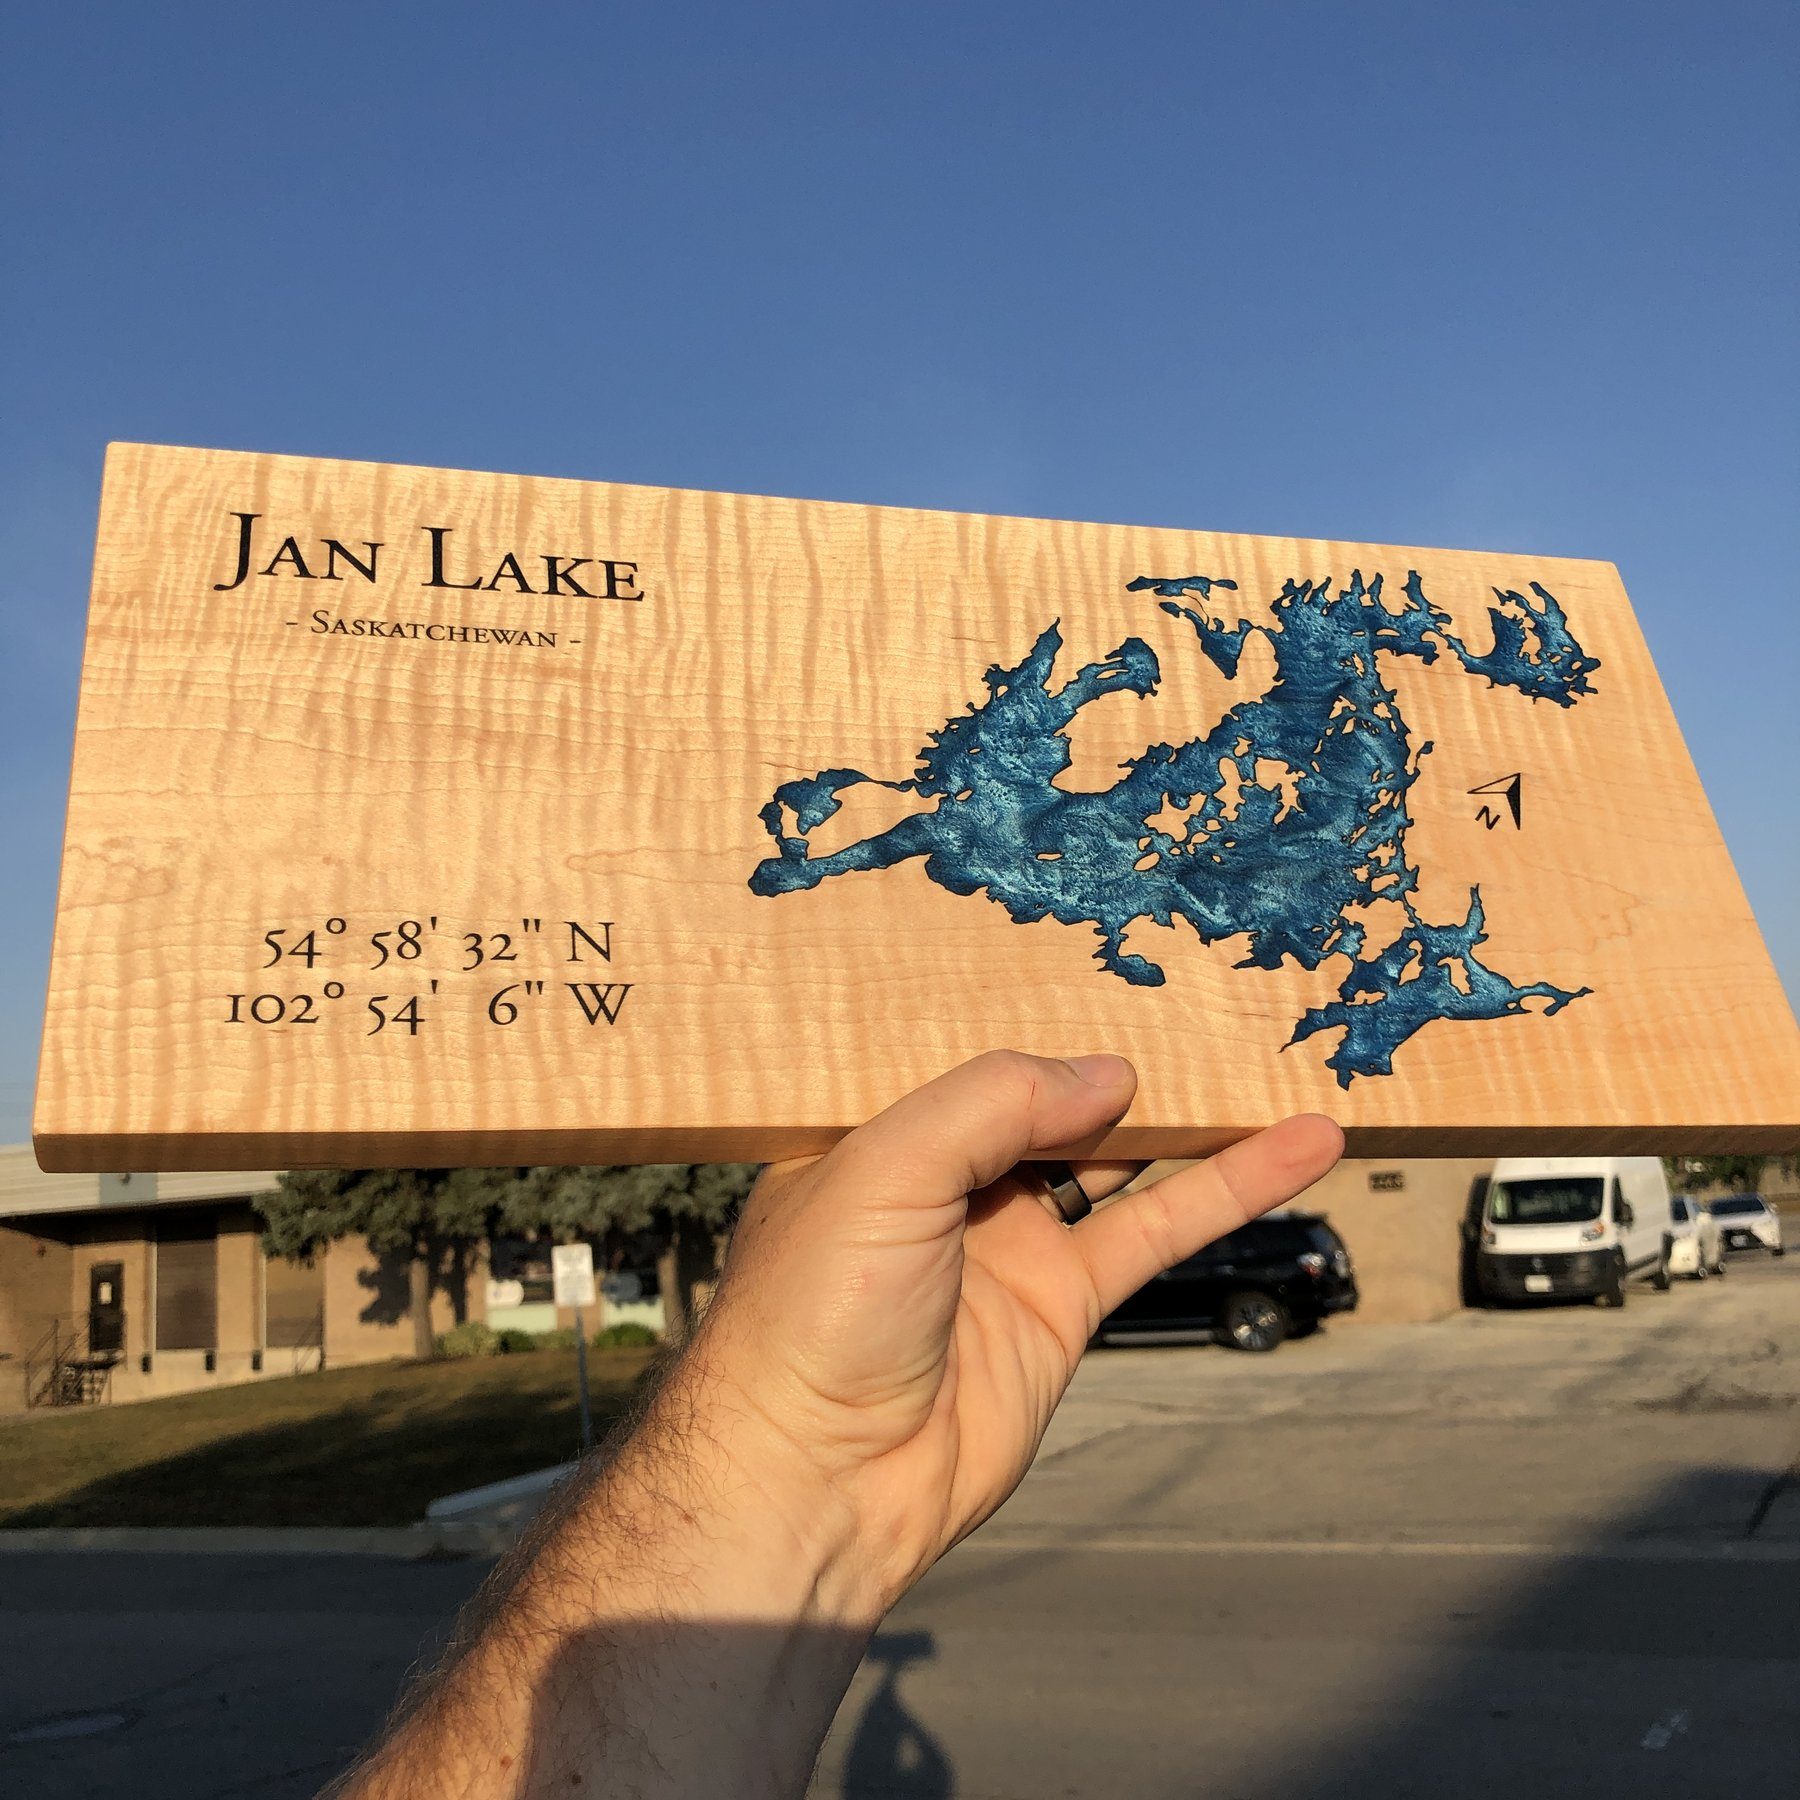 Jan Lake
- Saskatchewan -
54° 58' 32" N
102° 54' 6" W
N